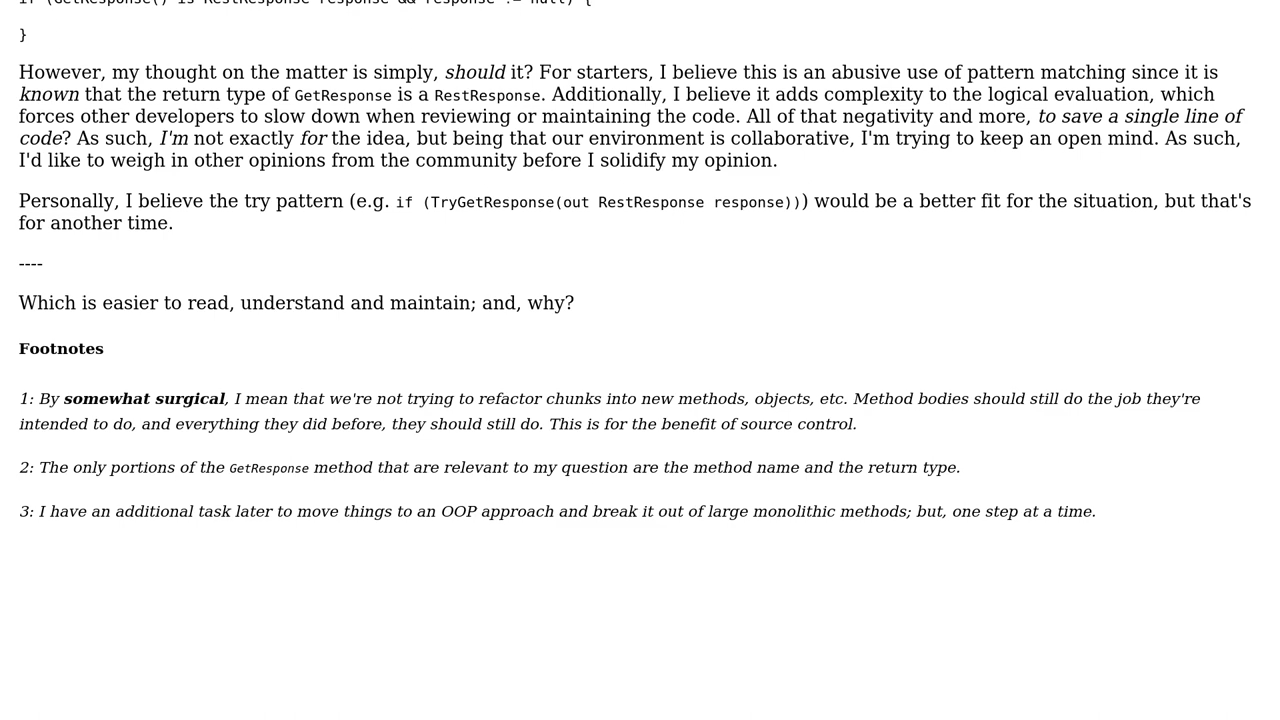 if (GetResponse() is RestResponse response && response != null) {
}
However, my thought on the matter is simply, should it? For starters, I believe this is an abusive use of pattern matching since it is
known that the return type of GetResponse is a RestResponse. Additionally, I believe it adds complexity to the logical evaluation, which
forces other developers to slow down when reviewing or maintaining the code. All of that negativity and more, to save a single line of
code? As such, I'm not exactly for the idea, but being that our environment is collaborative, I'm trying to keep an open mind. As such,
I'd like to weigh in other opinions from the community before I solidify my opinion.
Personally, I believe the try pattern (e.g. if (TryGetResponse(out RestResponse response))) would be a better fit for the situation, but that's
for another time.
----
Which is easier to read, understand and maintain; and, why?
Footnotes
1: By somewhat surgical, I mean that we're not trying to refactor chunks into new methods, objects, etc. Method bodies should still do the job they're
intended to do, and everything they did before, they should still do. This is for the benefit of source control.
2: The only portions of the GetResponse method that are relevant to my question are the method name and the return type.
3: I have an additional task later to move things to an OOP approach and break it out of large monolithic methods; but, one step at a time.